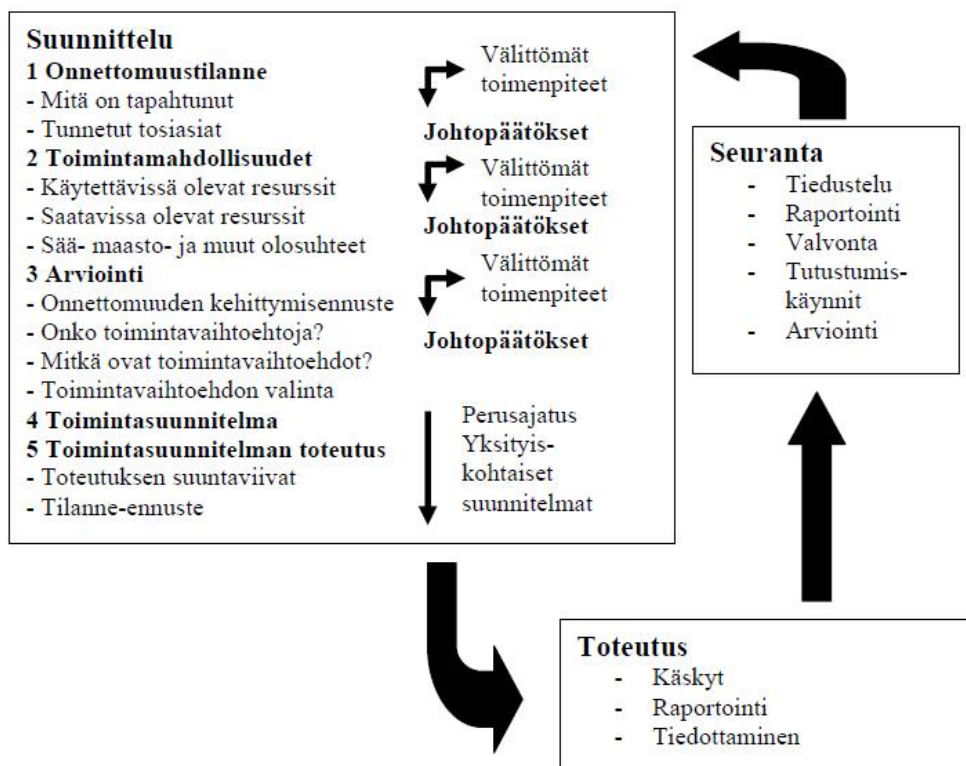 Suunnittelu
1 Onnettomuustilanne
- Mitä on tapahtunut
- Tunnetut tosiasiat
2 Toimintamahdollisuudet
- Käytettävissä olevat resurssit
- Saatavissa olevat resurssit
- Sää- maasto- ja muut olosuhteet
3 Arviointi
- Onnettomuuden kehittymisennuste
- Onko toimintavaihtoehtoja?
- Mitkä ovat toimintavaihtoehdot?
- Toimintavaihtoehdon valinta
4 Toimintasuunnitelma
5 Toimintasuunnitelman toteutus
- Toteutuksen suuntaviivat
- Tilanne-ennuste
Välittömät
toimenpiteet
Johtopäätökset
Välittömät
toimenpiteet
Johtopäätökset
Välittömät
toimenpiteet
Johtopäätökset
Perusajatus
Yksityis-
kohtaiset
suunnitelmat
Seuranta
- Tiedustelu
- Raportointi
- Valvonta
- Tutustumis-
käynnit
- Arviointi
Toteutus
- Käskyt
- Raportointi
- Tiedottaminen